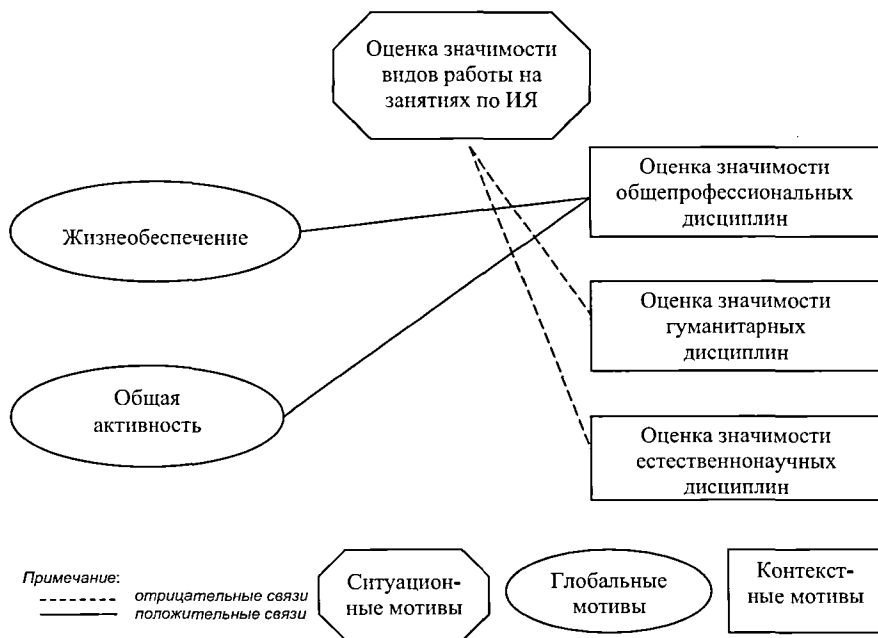 Оценка значимости
видов работы на
занятиях по ИЯ
Оценка значимости
общепрофессиональных
дисциплин
Жизнеобеспечение
Оценка значимости
гуманитарных
дисциплин
Общая
активность
Оценка значимости
естественнонаучных
дисциплин
Примечание:
отрицательные связи
положительные связи
Ситуацион-
ные мотивы
Глобальные
мотивы
Контекст-
ные мотивы